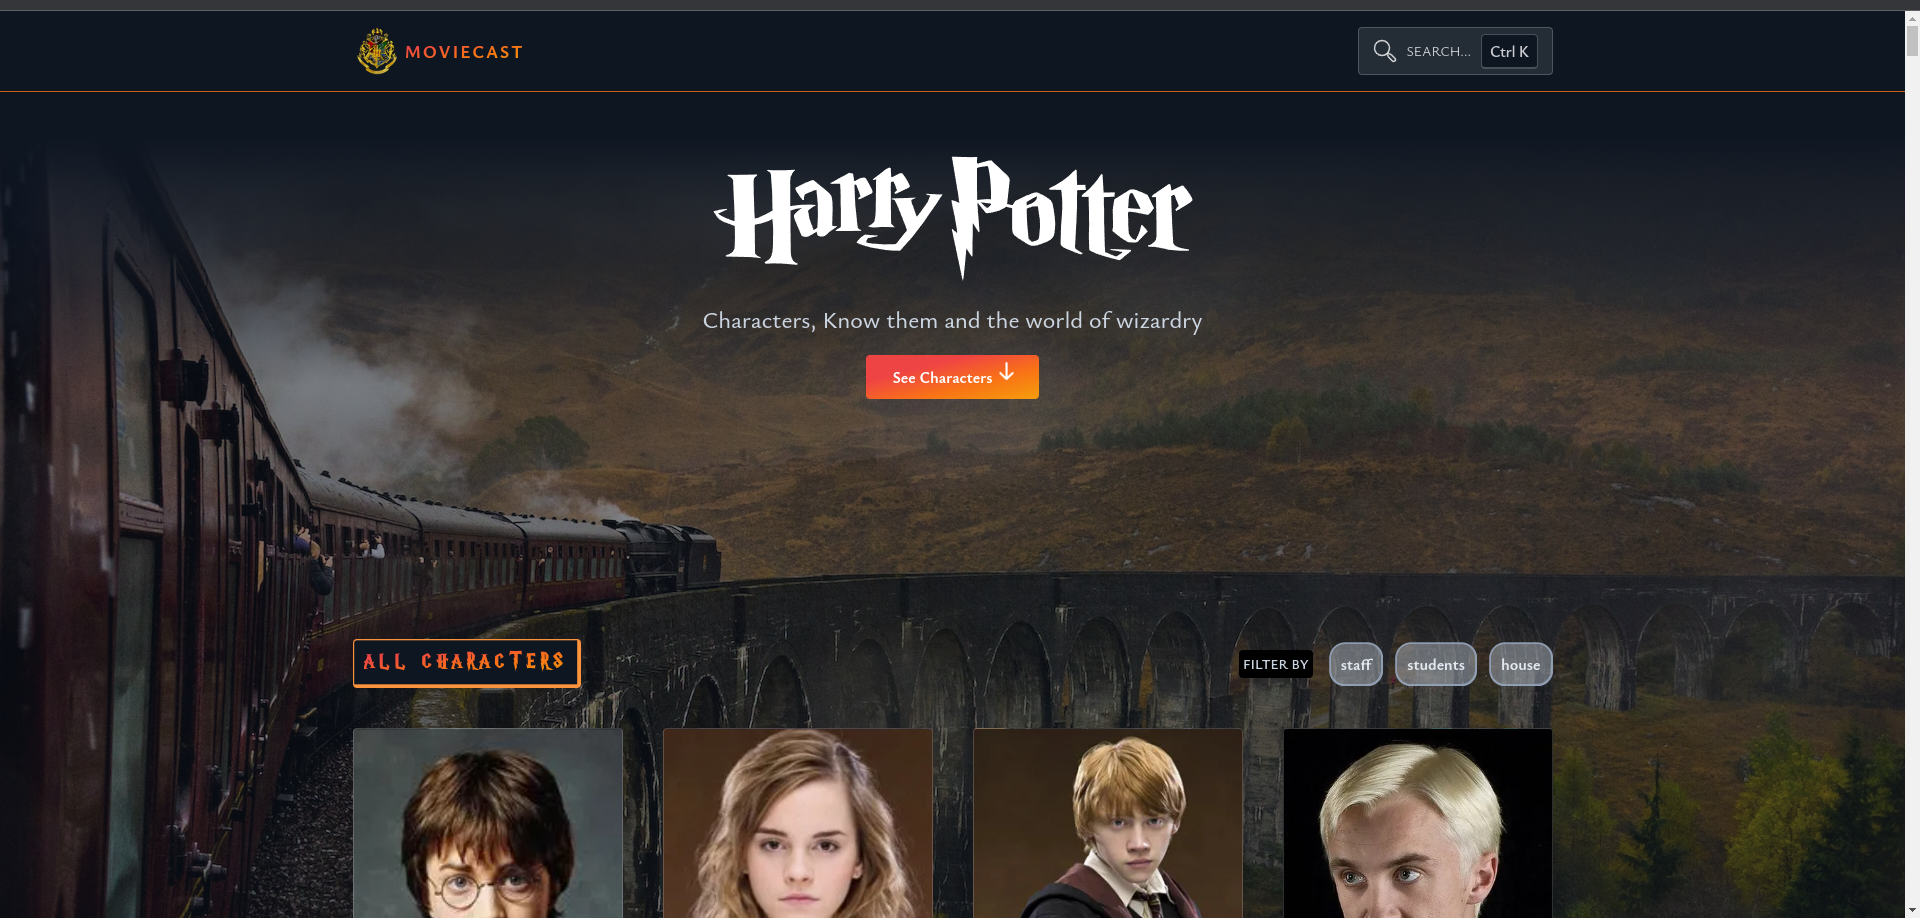 MOVIECAST
SEARCH...
Ctrl K
Harry Potter
Characters, Know them and the world of wizardry
See Characters
ALL CHARACTERS
FILTER BY
staff
students
house